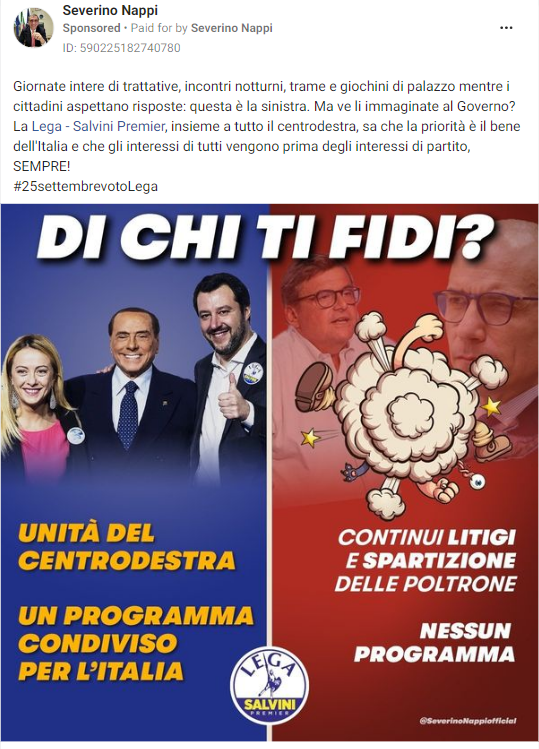 Severino Nappi
Sponsored • Paid for by Severino Nappi
ID: 590225182740780
Giornate intere di trattative, incontri notturni, trame e giochini di palazzo mentre i
cittadini aspettano risposte: questa è la sinistra. Ma ve li immaginate al Governo?
La Lega - Salvini Premier, insieme a tutto il centrodestra, sa che la priorità è il bene
dell'Italia e che gli interessi di tutti vengono prima degli interessi di partito,
SEMPRE!
#25settembrevotoLega
DI CHI TI FIDI?
UNITÀ DEL
CENTRODESTRA
UN PROGRAMMA
CONDIVISO
PER L'ITALIA
CONTINUI LITIGI
E SPARTIZIONE
DELLE POLTRONE
NESSUN
PROGRAMMA
LEGA
SALVINI
PREMIER
@SeverinoNappiofficial